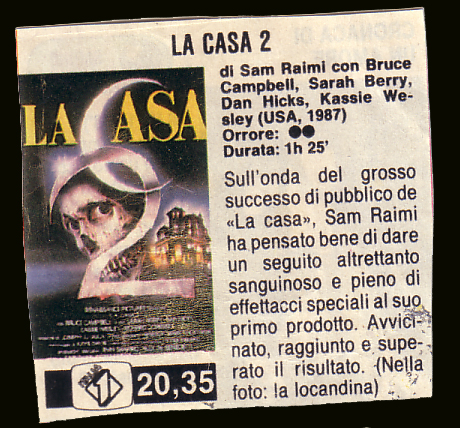 LA CASA 2
di Sam Raimi con Bruce
Campbell, Sarah Berry,
Dan Hicks, Kassie We-
sley (USA, 1987)
Orrore: ●●
Durata: 1h 25'
Sull'onda del grosso
successo di pubblico de
«La casa», Sam Raimi
ha pensato bene di dare
un seguito altrettanto
sanguinoso e pieno di
effettacci speciali al suo
primo prodotto. Avvici-
nato, raggiunto e supe-
rato il risultato. (Nella
foto: la locandina)
LA CASA
2
1
20,35